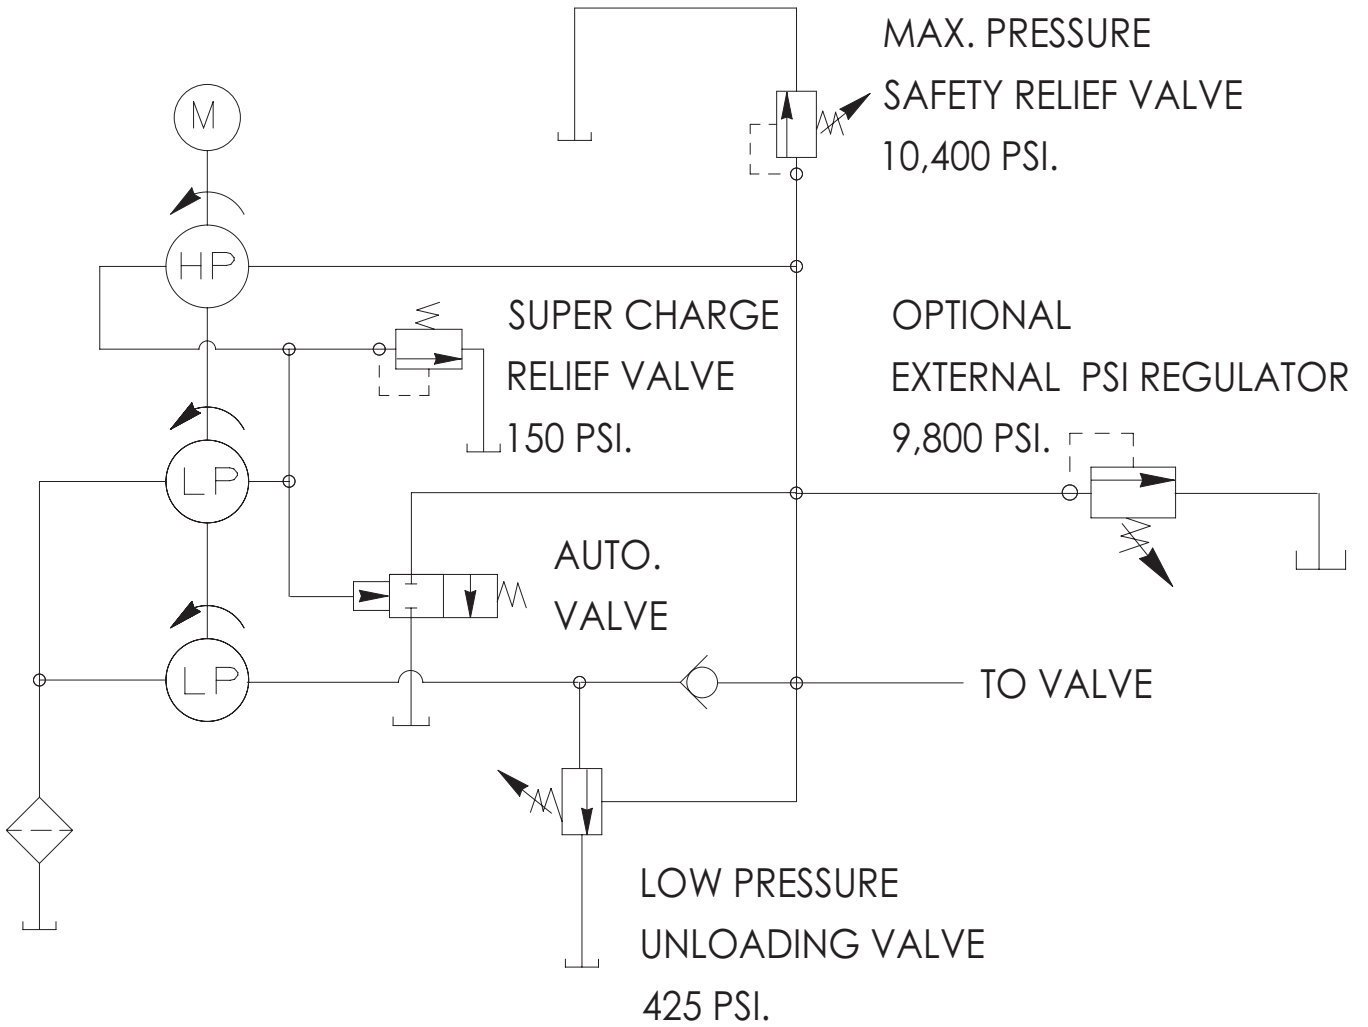 MAX. PRESSURE
SAFETY RELIEF VALVE
10,400 PSI.
M
HP
SUPER CHARGE
RELIEF VALVE
150 PSI.
OPTIONAL
EXTERNAL PSI REGULATOR
9,800 PSI.
LP
AUTO.
VALVE
LP
TO VALVE
LOW PRESSURE
UNLOADING VALVE
425 PSI.